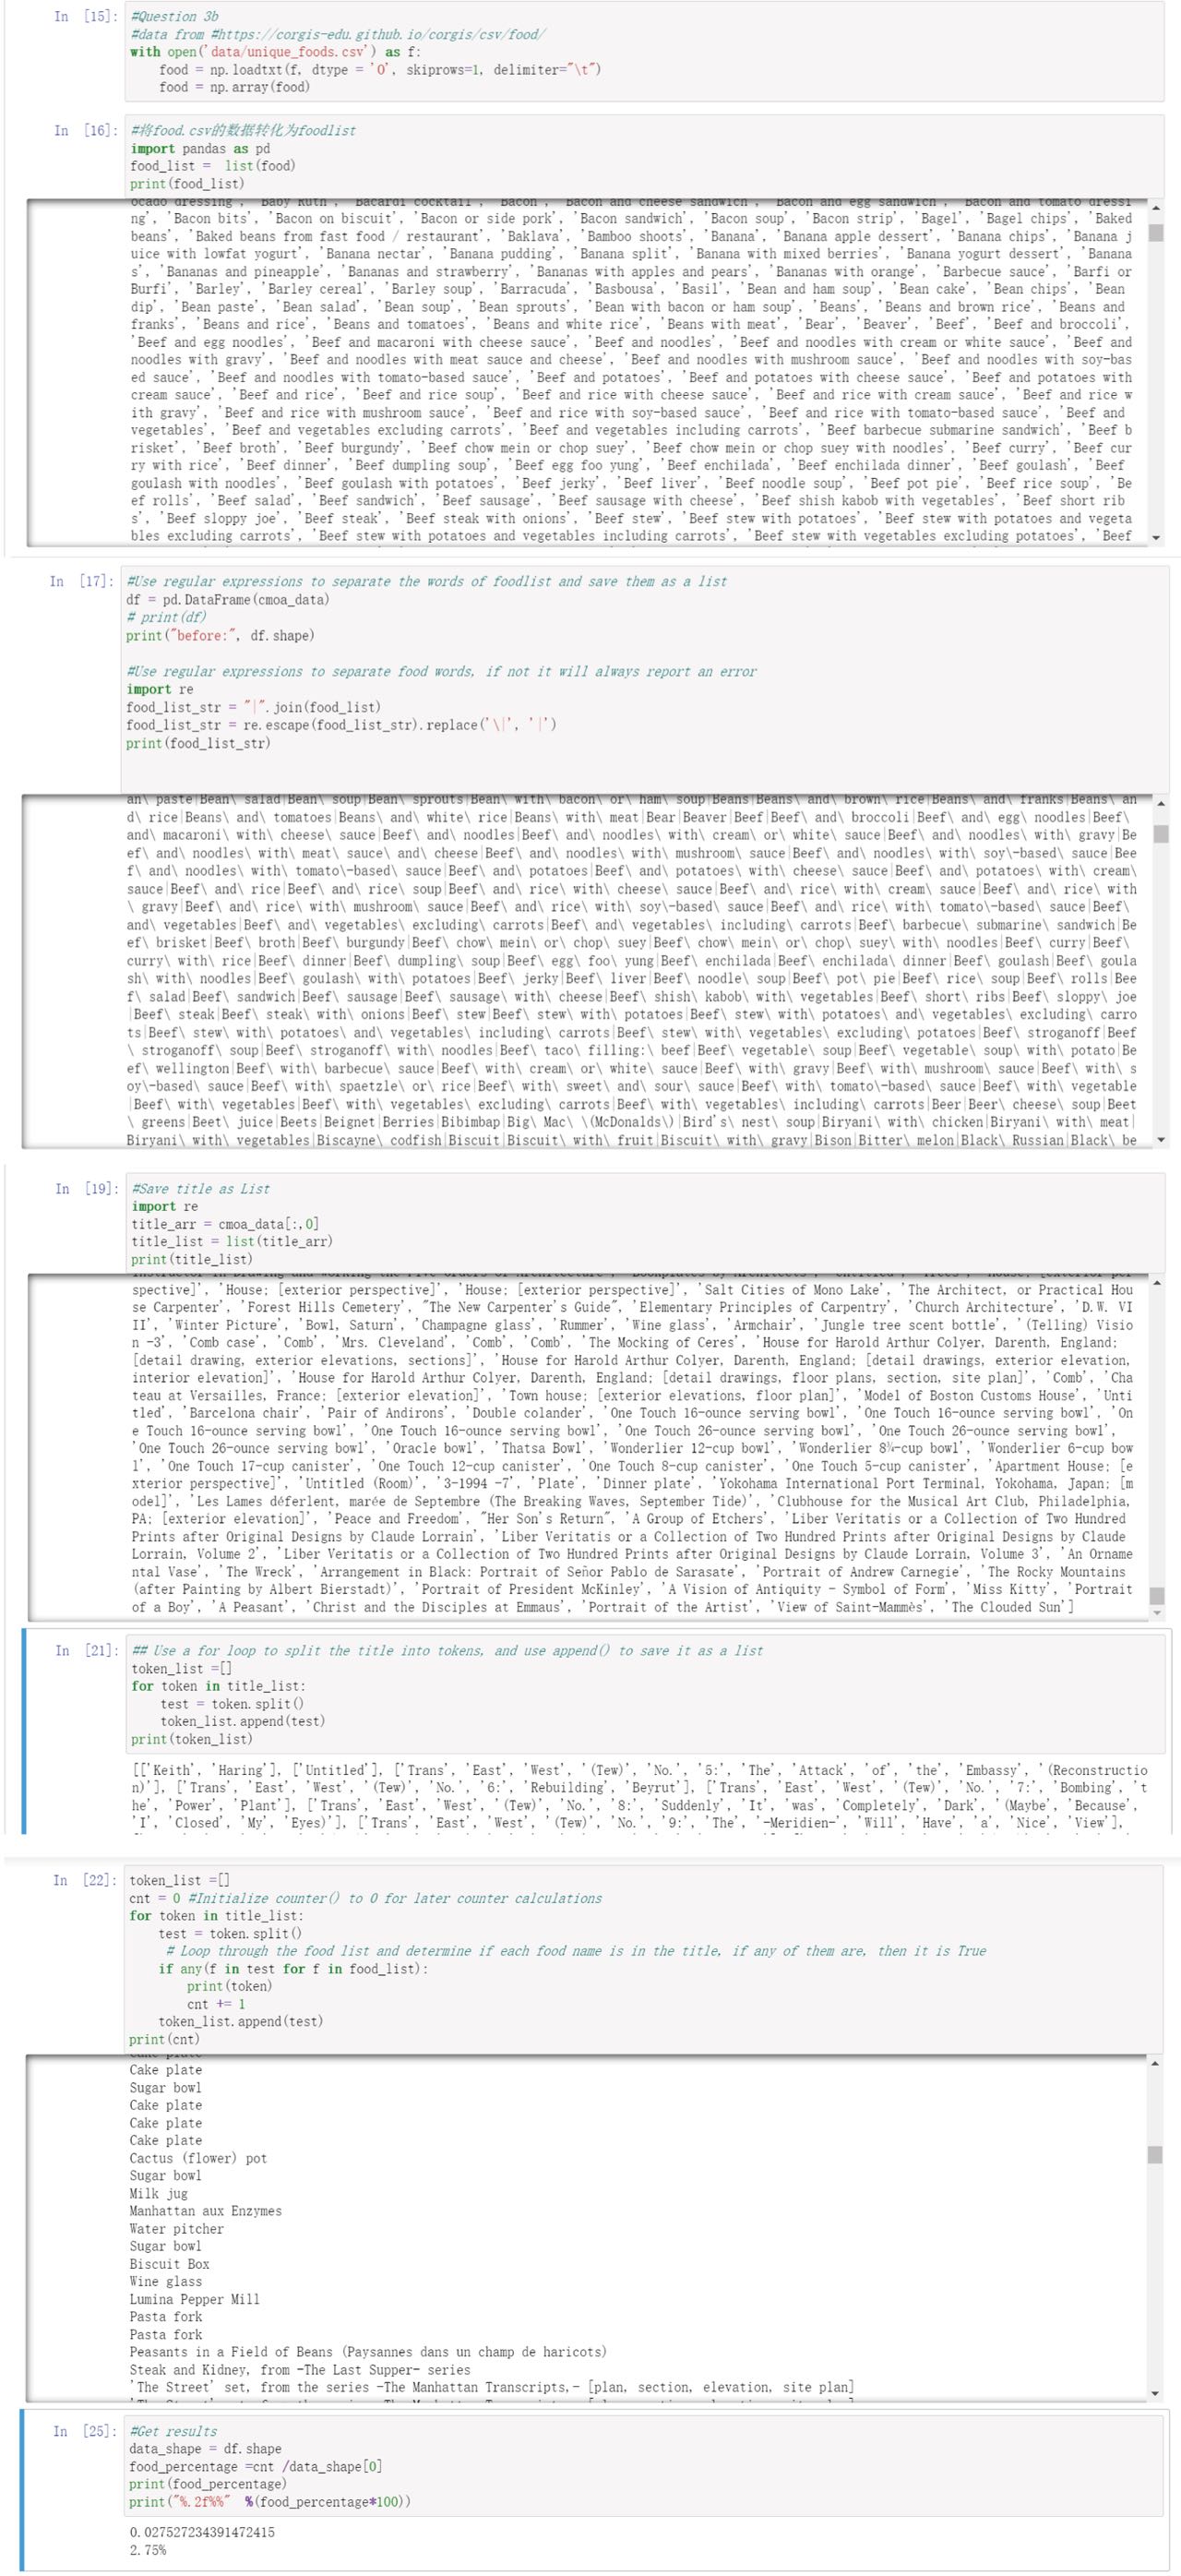 In [15]: #Question 3b
#data from #https://corgis-edu.github.io/corgis/csv/food/
with open('data/unique_foods.csv') as f:
food = np.loadtxt(f, dtype = 'O', skiprows=1, delimiter="\t")
food = np.array(food)
In [16]: #将food.csv的数据转化为foodlist
import pandas as pd
food_list =  list(food)
print(food_list)
ocado dressing', 'Baby Ruth', 'Bacardi cocktail', 'Bacon', 'Bacon and cheese sandwich', 'Bacon and egg sandwich', 'Bacon and tomato dressi
ng', 'Bacon bits', 'Bacon on biscuit', 'Bacon or side pork', 'Bacon sandwich', 'Bacon soup', 'Bacon strip', 'Bagel', 'Bagel chips', 'Baked
beans', 'Baked beans from fast food / restaurant', 'Baklava', 'Bamboo shoots', 'Banana', 'Banana apple dessert', 'Banana chips', 'Banana j
uice with lowfat yogurt', 'Banana nectar', 'Banana pudding', 'Banana split', 'Banana with mixed berries', 'Banana yogurt dessert', 'Banana
s', 'Bananas and pineapple', 'Bananas and strawberry', 'Bananas with apples and pears', 'Bananas with orange', 'Barbecue sauce', 'Barfi or
Burfi', 'Barley', 'Barley cereal', 'Barley soup', 'Barracuda', 'Basbousa', 'Basil', 'Bean and ham soup', 'Bean cake', 'Bean chips', 'Bean
dip', 'Bean paste', 'Bean salad', 'Bean soup', 'Bean sprouts', 'Bean with bacon or ham soup', 'Beans', 'Beans and brown rice', 'Beans and
franks', 'Beans and rice', 'Beans and tomatoes', 'Beans and white rice', 'Beans with meat', 'Bear', 'Beaver', 'Beef', 'Beef and broccoli',
'Beef and egg noodles', 'Beef and macaroni with cheese sauce', 'Beef and noodles', 'Beef and noodles with cream or white sauce', 'Beef and
noodles with gravy', 'Beef and noodles with meat sauce and cheese', 'Beef and noodles with mushroom sauce', 'Beef and noodles with soy-bas
ed sauce', 'Beef and noodles with tomato-based sauce', 'Beef and potatoes', 'Beef and potatoes with cheese sauce', 'Beef and potatoes with
cream sauce', 'Beef and rice', 'Beef and rice soup', 'Beef and rice with cheese sauce', 'Beef and rice with cream sauce', 'Beef and rice w
ith gravy', 'Beef and rice with mushroom sauce', 'Beef and rice with soy-based sauce', 'Beef and rice with tomato-based sauce', 'Beef and
vegetables', 'Beef and vegetables excluding carrots', 'Beef and vegetables including carrots', 'Beef barbecue submarine sandwich', 'Beef b
risket', 'Beef broth', 'Beef burgundy', 'Beef chow mein or chop suey', 'Beef chow mein or chop suey with noodles', 'Beef curry', 'Beef cur
ry with rice', 'Beef dinner', 'Beef dumpling soup', 'Beef egg foo yung', 'Beef enchilada', 'Beef enchilada dinner', 'Beef goulash', 'Beef
goulash with noodles', 'Beef goulash with potatoes', 'Beef jerky', 'Beef liver', 'Beef noodle soup', 'Beef pot pie', 'Beef rice soup', 'Be
ef rolls', 'Beef salad', 'Beef sandwich', 'Beef sausage', 'Beef sausage with cheese', 'Beef shish kabob with vegetables', 'Beef short rib
s', 'Beef sloppy joe', 'Beef steak', 'Beef steak with onions', 'Beef stew', 'Beef stew with potatoes', 'Beef stew with potatoes and vegeta
bles excluding carrots', 'Beef stew with potatoes and vegetables including carrots', 'Beef stew with vegetables excluding potatoes', 'Beef
In [17]: #Use regular expressions to separate the words of foodlist and save them as a list
df = pd.DataFrame(cmoa_data)
# print(df)
print("before:", df.shape)
#Use regular expressions to separate food words, if not it will always report an error
import re
food_list_str = "|".join(food_list)
food_list_str = re.escape(food_list_str).replace('\|', '|')
print(food_list_str)
an\ paste|Bean\ salad|Bean\ soup|Bean\ sprouts|Bean\ with\ bacon\ or\ ham\ soup|Beans|Beans\ and\ brown\ rice|Beans\ and\ franks|Beans\ an
d\ rice|Beans\ and\ tomatoes|Beans\ and\ white\ rice|Beans\ with\ meat|Bear|Beaver|Beef|Beef\ and\ broccoli|Beef\ and\ egg\ noodles|Beef\
and\ macaroni\ with\ cheese\ sauce|Beef\ and\ noodles|Beef\ and\ noodles\ with\ cream\ or\ white\ sauce|Beef\ and\ noodles\ with\ gravy|Be
ef\ and\ noodles\ with\ meat\ sauce\ and\ cheese|Beef\ and\ noodles\ with\ mushroom\ sauce|Beef\ and\ noodles\ with\ soy\-based\ sauce|Bee
f\ and\ noodles\ with\ tomato\-based\ sauce|Beef\ and\ potatoes|Beef\ and\ potatoes\ with\ cheese\ sauce|Beef\ and\ potatoes\ with\ cream\
sauce|Beef\ and\ rice|Beef\ and\ rice\ soup|Beef\ and\ rice\ with\ cheese\ sauce|Beef\ and\ rice\ with\ cream\ sauce|Beef\ and\ rice\ with
\ gravy|Beef\ and\ rice\ with\ mushroom\ sauce|Beef\ and\ rice\ with\ soy\-based\ sauce|Beef\ and\ rice\ with\ tomato\-based\ sauce|Beef\
and\ vegetables|Beef\ and\ vegetables\ excluding\ carrots|Beef\ and\ vegetables\ including\ carrots|Beef\ barbecue\ submarine\ sandwich|Be
ef\ brisket|Beef\ broth|Beef\ burgundy|Beef\ chow\ mein\ or\ chop\ suey|Beef\ chow\ mein\ or\ chop\ suey\ with\ noodles|Beef\ curry|Beef\
curry\ with\ rice|Beef\ dinner|Beef\ dumpling\ soup|Beef\ egg\ foo\ yung|Beef\ enchilada|Beef\ enchilada\ dinner|Beef\ goulash|Beef\ goula
sh\ with\ noodles|Beef\ goulash\ with\ potatoes|Beef\ jerky|Beef\ liver|Beef\ noodle\ soup|Beef\ pot\ pie|Beef\ rice\ soup|Beef\ rolls|Bee
f\ salad|Beef\ sandwich|Beef\ sausage|Beef\ sausage\ with\ cheese|Beef\ shish\ kabob\ with\ vegetables|Beef\ short\ ribs|Beef\ sloppy\ joe
|Beef\ steak|Beef\ steak\ with\ onions|Beef\ stew|Beef\ stew\ with\ potatoes|Beef\ stew\ with\ potatoes\ and\ vegetables\ excluding\ carro
ts|Beef\ stew\ with\ potatoes\ and\ vegetables\ including\ carrots|Beef\ stew\ with\ vegetables\ excluding\ potatoes|Beef\ stroganoff|Beef
\ stroganoff\ soup|Beef\ stroganoff\ with\ noodles|Beef\ taco\ filling:\ beef|Beef\ vegetable\ soup|Beef\ vegetable\ soup\ with\ potato|Be
ef\ wellington|Beef\ with\ barbecue\ sauce|Beef\ with\ cream\ or\ white\ sauce|Beef\ with\ gravy|Beef\ with\ mushroom\ sauce|Beef\ with\ s
oy\-based\ sauce|Beef\ with\ spaetzle\ or\ rice|Beef\ with\ sweet\ and\ sour\ sauce|Beef\ with\ tomato\-based\ sauce|Beef\ with\ vegetable
|Beef\ with\ vegetables|Beef\ with\ vegetables\ excluding\ carrots|Beef\ with\ vegetables\ including\ carrots|Beer|Beer\ cheese\ soup|Beet
\ greens|Beet\ juice|Beets|Beignet|Berries|Bibimbap|Big\ Mac\ \(McDonalds\)|Bird's\ nest\ soup|Biryani\ with\ chicken|Biryani\ with\ meat|
Biryani\ with\ vegetables|Biscayne\ codfish|Biscuit|Biscuit\ with\ fruit|Biscuit\ with\ gravy|Bison|Bitter\ melon|Black\ Russian|Black\ be
In [19]: #Save title as List
import re
title_arr = cmoa_data[:,0]
title_list = list(title_arr)
print(title_list)
Instructor in Drawing and Working the Five Orders of Architecture', 'Bookplates by Architects', 'Untitled', 'Trees', 'House; [exterior per
spective]', 'House; [exterior perspective]', 'House; [exterior perspective]', 'Salt Cities of Mono Lake', 'The Architect, or Practical Hou
se Carpenter', 'Forest Hills Cemetery', "The New Carpenter's Guide", 'Elementary Principles of Carpentry', 'Church Architecture', 'D.W. VI
II', 'Winter Picture', 'Bowl, Saturn', 'Champagne glass', 'Rummer', 'Wine glass', 'Armchair', 'Jungle tree scent bottle', '(Telling) Visio
n -3', 'Comb case', 'Comb', 'Mrs. Cleveland', 'Comb', 'Comb', 'The Mocking of Ceres', 'House for Harold Arthur Colyer, Darenth, England;
[detail drawing, exterior elevations, sections]', 'House for Harold Arthur Colyer, Darenth, England; [detail drawings, exterior elevation,
interior elevation]', 'House for Harold Arthur Colyer, Darenth, England; [detail drawings, floor plans, section, site plan]', 'Comb', 'Cha
teau at Versailles, France; [exterior elevation]', 'Town house; [exterior elevations, floor plan]', 'Model of Boston Customs House', 'Unti
tled', 'Barcelona chair', 'Pair of Andirons', 'Double colander', 'One Touch 16-ounce serving bowl', 'One Touch 16-ounce serving bowl', 'On
e Touch 16-ounce serving bowl', 'One Touch 16-ounce serving bowl', 'One Touch 26-ounce serving bowl', 'One Touch 26-ounce serving bowl',
'One Touch 26-ounce serving bowl', 'Oracle bowl', 'Thatsa Bowl', 'Wonderlier 12-cup bowl', 'Wonderlier 8¾-cup bowl', 'Wonderlier 6-cup bow
l', 'One Touch 17-cup canister', 'One Touch 12-cup canister', 'One Touch 8-cup canister', 'One Touch 5-cup canister', 'Apartment House; [e
xterior perspective]', 'Untitled (Room)', '3-1994 -7', 'Plate', 'Dinner plate', 'Yokohama International Port Terminal, Yokohama, Japan; [m
odel]', 'Les Lames déferlent, marée de Septembre (The Breaking Waves, September Tide)', 'Clubhouse for the Musical Art Club, Philadelphia,
PA; [exterior elevation]', 'Peace and Freedom', "Her Son's Return", 'A Group of Etchers', 'Liber Veritatis or a Collection of Two Hundred
Prints after Original Designs by Claude Lorrain', 'Liber Veritatis or a Collection of Two Hundred Prints after Original Designs by Claude
Lorrain, Volume 2', 'Liber Veritatis or a Collection of Two Hundred Prints after Original Designs by Claude Lorrain, Volume 3', 'An Orname
ntal Vase', 'The Wreck', 'Arrangement in Black: Portrait of Señor Pablo de Sarasate', 'Portrait of Andrew Carnegie', 'The Rocky Mountains
(after Painting by Albert Bierstadt)', 'Portrait of President McKinley', 'A Vision of Antiquity - Symbol of Form', 'Miss Kitty', 'Portrait
of a Boy', 'A Peasant', 'Christ and the Disciples at Emmaus', 'Portrait of the Artist', 'View of Saint-Mammès', 'The Clouded Sun']
In [21]: ## Use a for loop to split the title into tokens, and use append() to save it as a list
token_list =[]
for token in title_list:
test = token.split()
token_list.append(test)
print(token_list)
[['Keith', 'Haring'], ['Untitled'], ['Trans', 'East', 'West', '(Tew)', 'No.', '5:', 'The', 'Attack', 'of', 'the', 'Embassy', '(Reconstructio
n)'], ['Trans', 'East', 'West', '(Tew)', 'No.', '6:', 'Rebuilding', 'Beyrut'], ['Trans', 'East', 'West', '(Tew)', 'No.', '7:', 'Bombing', 't
he', 'Power', 'Plant'], ['Trans', 'East', 'West', '(Tew)', 'No.', '8:', 'Suddenly', 'It', 'was', 'Completely', 'Dark', '(Maybe', 'Because',
'I', 'Closed', 'My', 'Eyes)'], ['Trans', 'East', 'West', '(Tew)', 'No.', '9:', 'The', '-Meridien-', 'Will', 'Have', 'a', 'Nice', 'View'],
In [22]: token_list =[]
cnt = 0 #Initialize counter() to 0 for later counter calculations
for token in title_list:
test = token.split()
# Loop through the food list and determine if each food name is in the title, if any of them are, then it is True
if any(f in test for f in food_list):
print(token)
cnt += 1
token_list.append(test)
print(cnt)
Cake plate
Cake plate
Sugar bowl
Cake plate
Cake plate
Cake plate
Cactus (flower) pot
Sugar bowl
Milk jug
Manhattan aux Enzymes
Water pitcher
Sugar bowl
Biscuit Box
Wine glass
Lumina Pepper Mill
Pasta fork
Pasta fork
Peasants in a Field of Beans (Paysannes dans un champ de haricots)
Steak and Kidney, from -The Last Supper- series
'The Street' set, from the series -The Manhattan Transcripts,- [plan, section, elevation, site plan]
In [25]: #Get results
data_shape = df.shape
food_percentage =cnt /data_shape[0]
print(food_percentage)
print("%.2f%%"  %(food_percentage*100))
0.027527234391472415
2.75%